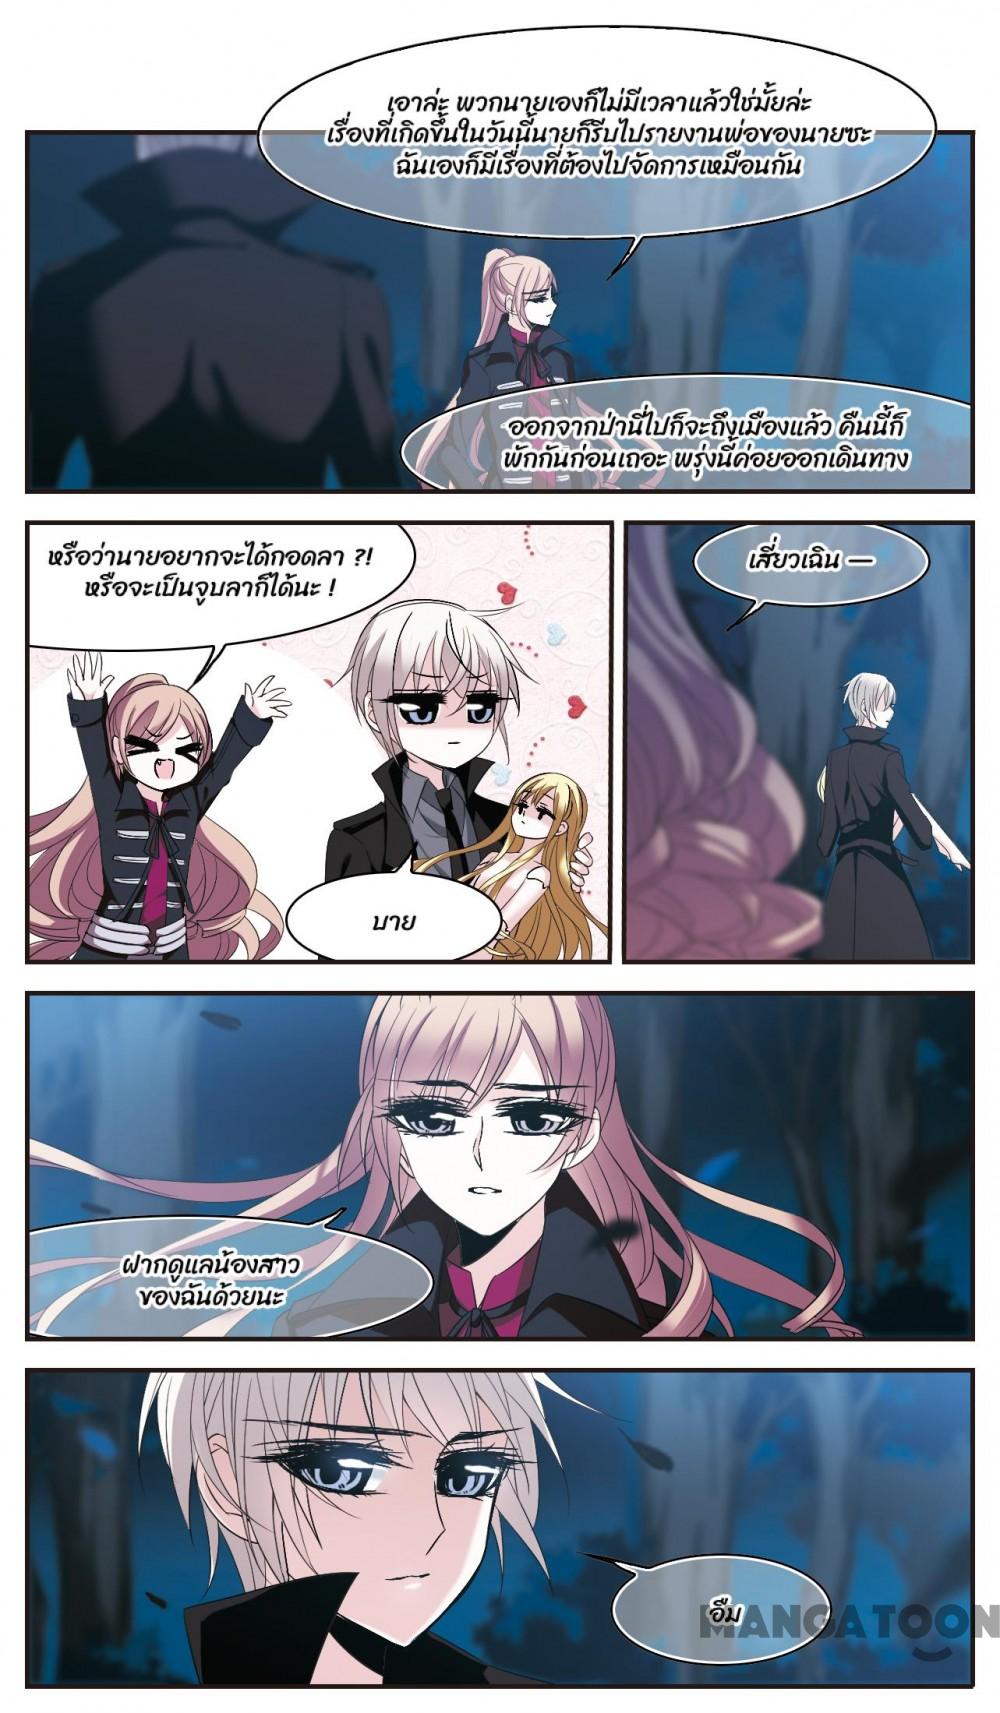 เอาล่ะ พวกนายเองก็ไม่มีเวลาแล้วใช่มั้ยล่ะ
เรื่องที่เกิดขึ้นในวันนี้นายก็รีบไปรายงานพ่อของนายซะ
ฉันเองก็มีเรื่องที่ต้องไปจัดการเหมือนกัน
ออกจากป่านี่ไปก็จะถึงเมืองแล้ว คืนนี้ก็
พักกันก่อนเถอะ พรุ่งนี้ค่อยออกเดินทาง
หรือว่านายอยากจะได้กอดลา ?!
หรือจะเป็นจูบลาก็ได้นะ !
บาย
เสี่ยวเฉิน —
ฝากดูแลน้องสาว
ของฉันด้วยนะ
อืม
MANGATOON